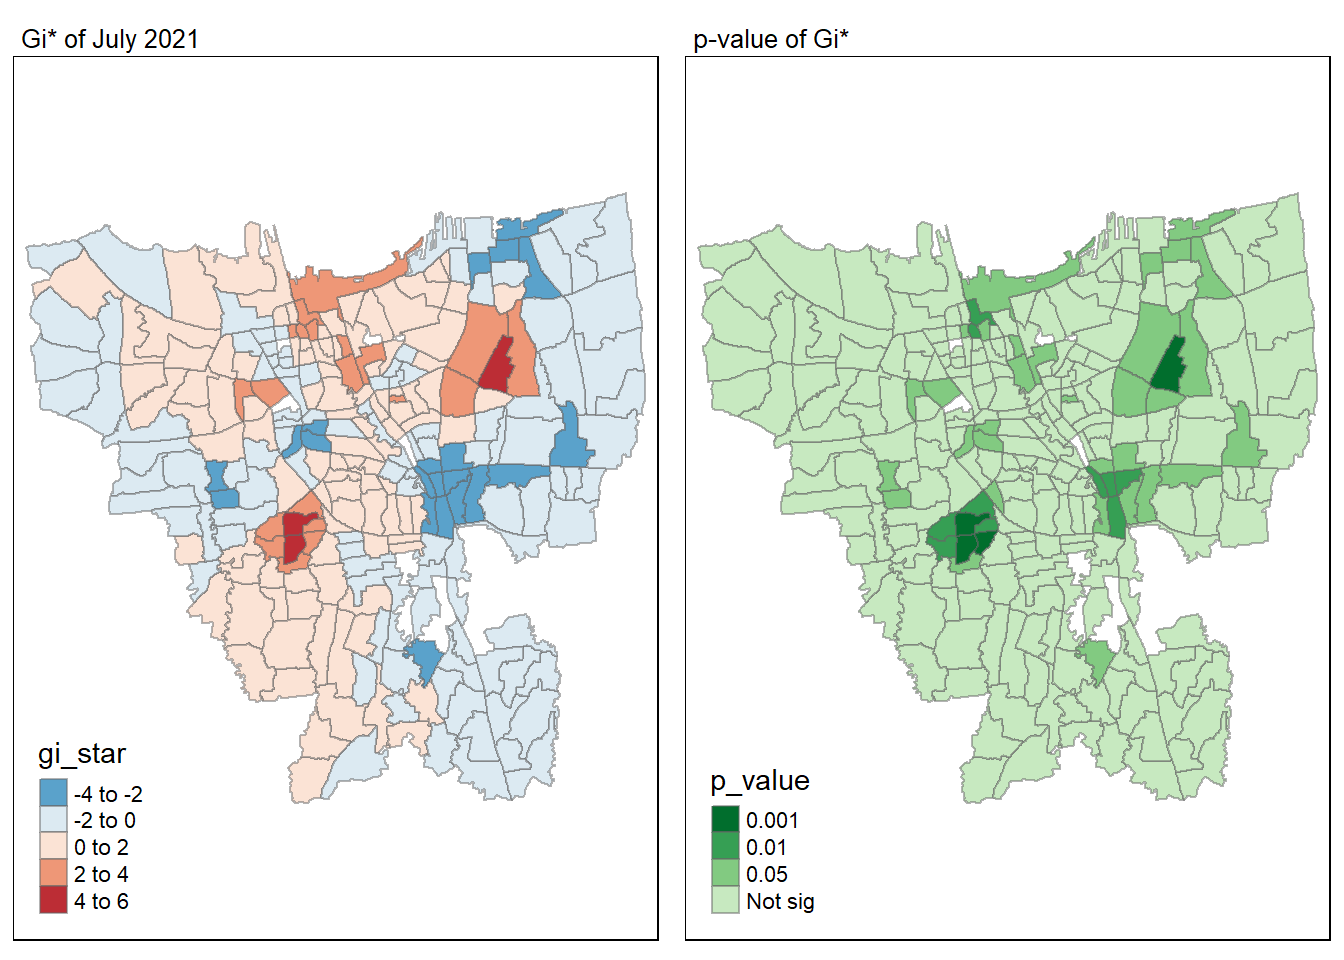 Gi* of July 2021
gi_star
-4 to -2
-2 to 0
0 to 2
2 to 4
4 to 6
p-value of Gi*
p_value
0.001
0.01
0.05
Not sig